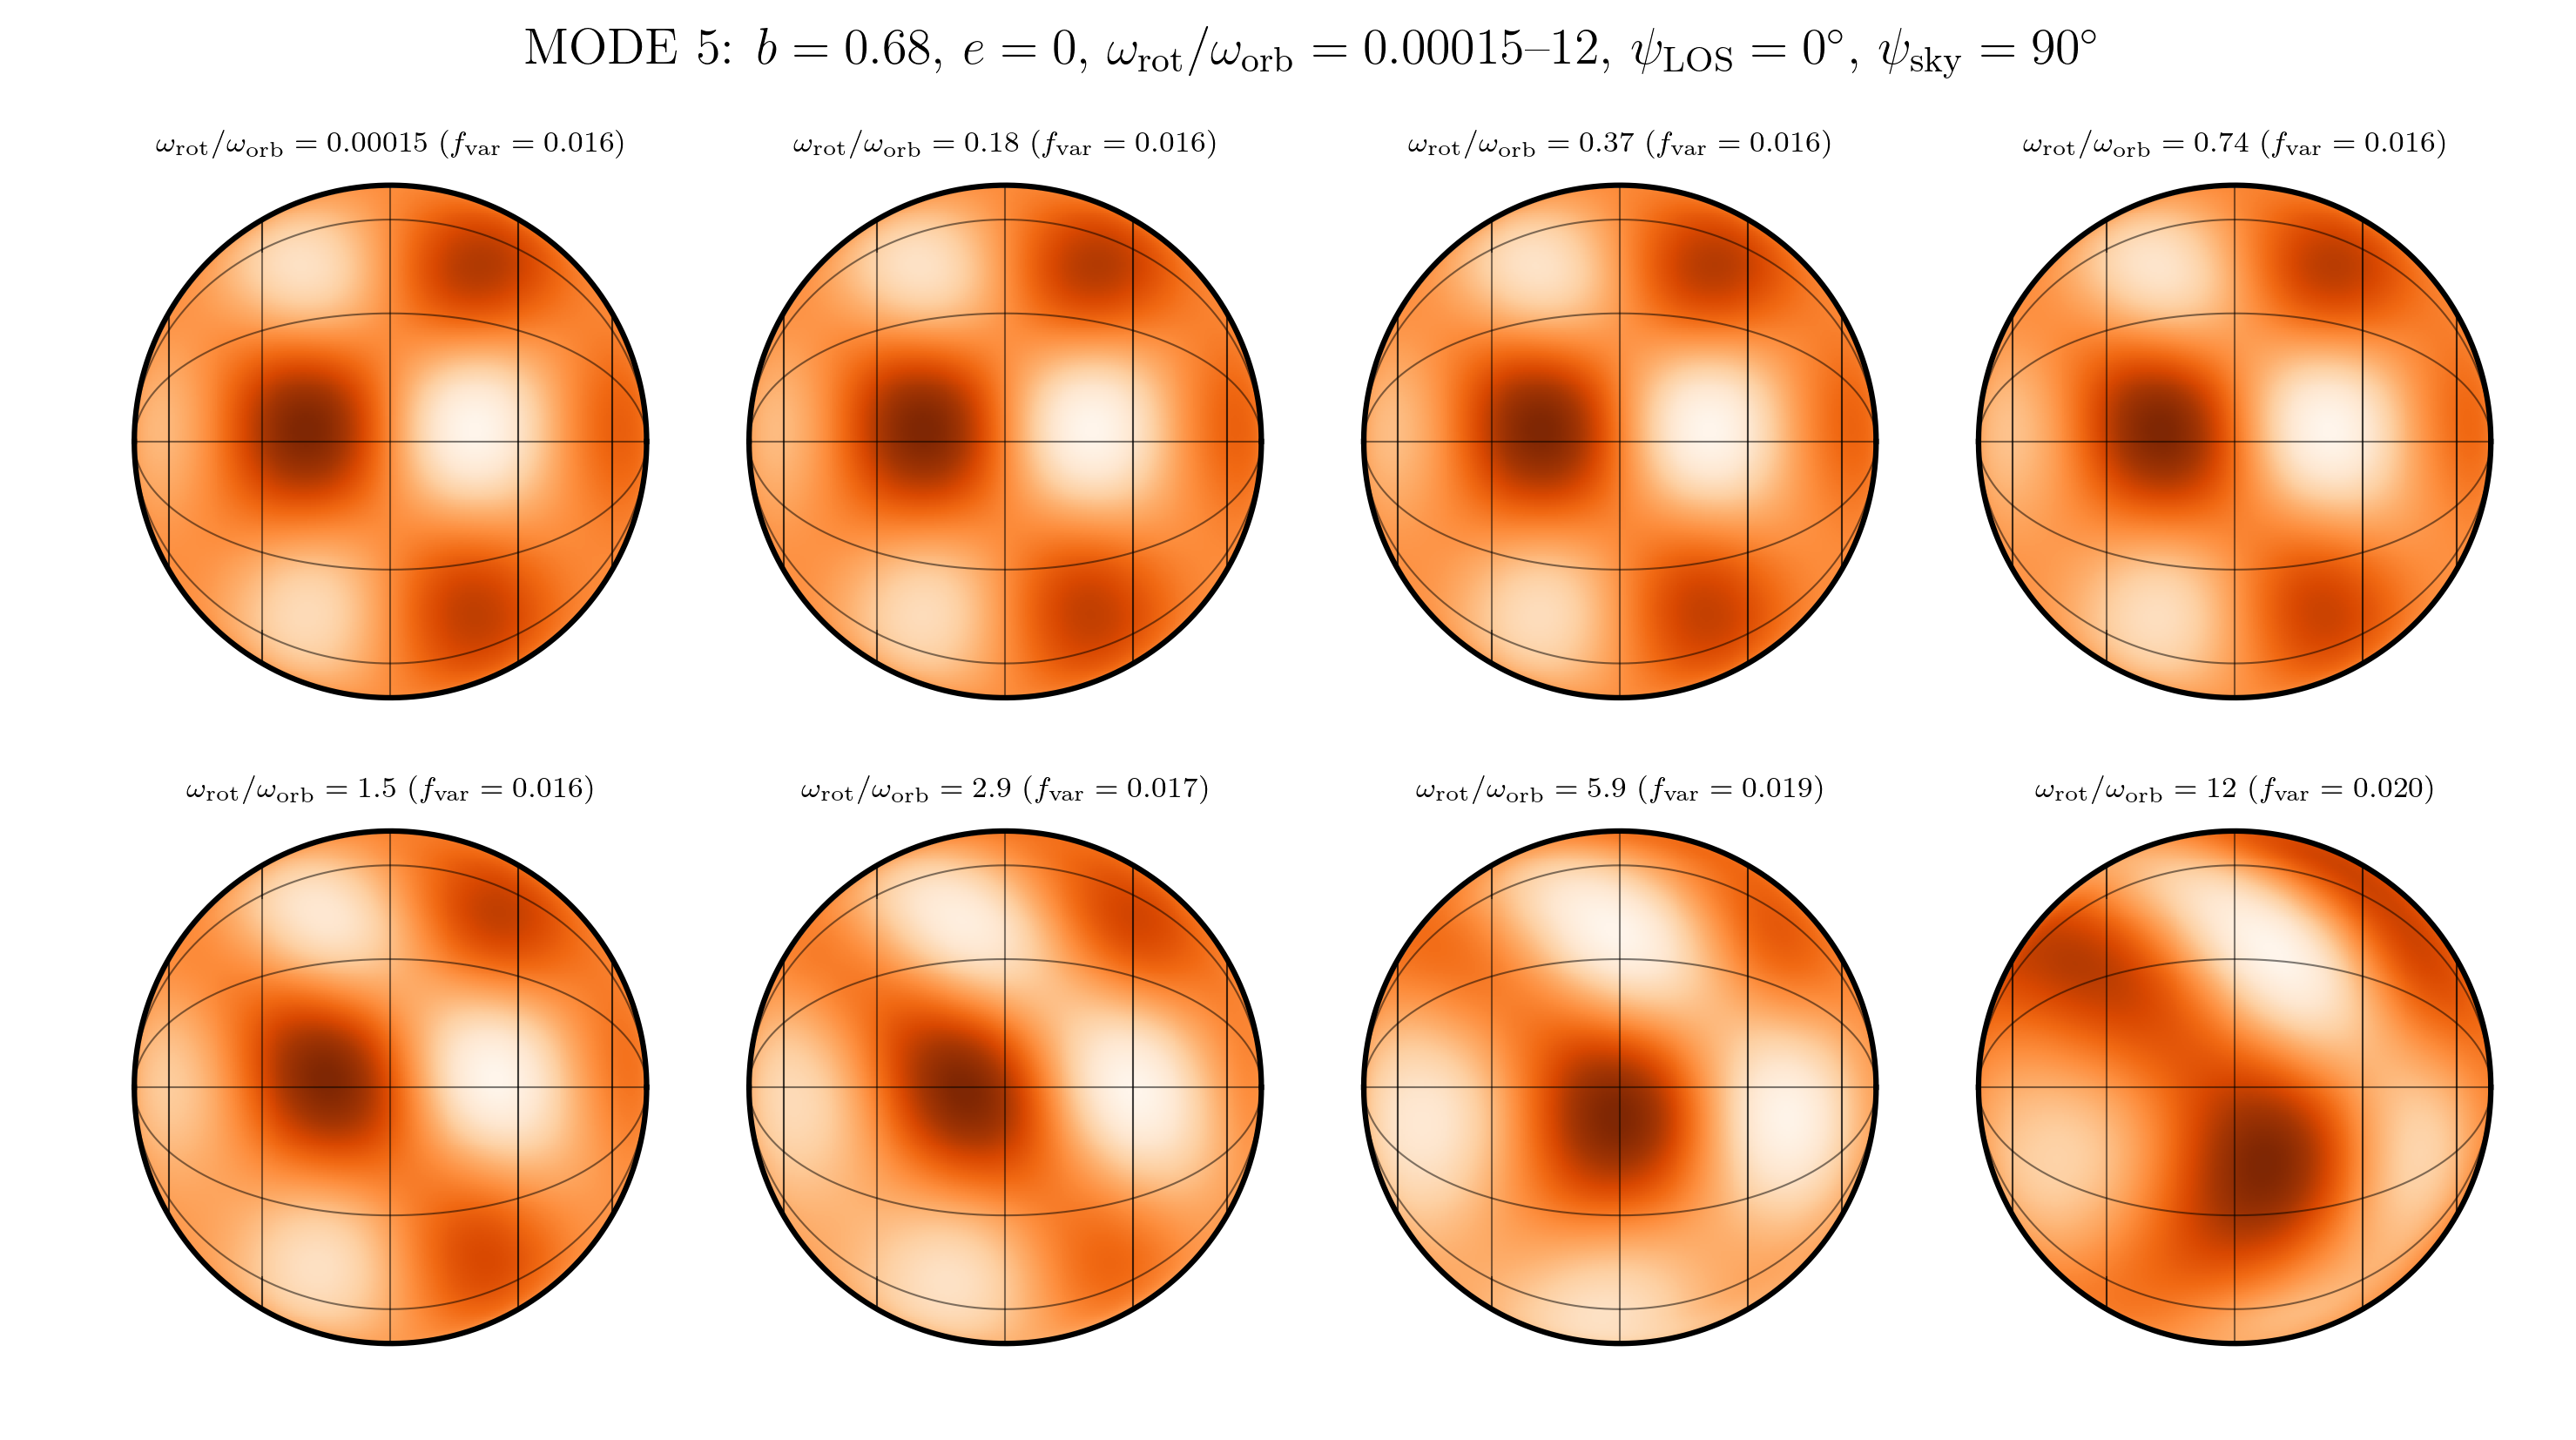 MODE 5: b = 0.68, e = 0, ω_rot/ω_orb = 0.00015–12, ψ_LOS = 0°, ψ_sky = 90°
ω_rot/ω_orb = 0.00015 (f_var = 0.016)
ω_rot/ω_orb = 0.18 (f_var = 0.016)
ω_rot/ω_orb = 0.37 (f_var = 0.016)
ω_rot/ω_orb = 0.74 (f_var = 0.016)
ω_rot/ω_orb = 1.5 (f_var = 0.016)
ω_rot/ω_orb = 2.9 (f_var = 0.017)
ω_rot/ω_orb = 5.9 (f_var = 0.019)
ω_rot/ω_orb = 12 (f_var = 0.020)